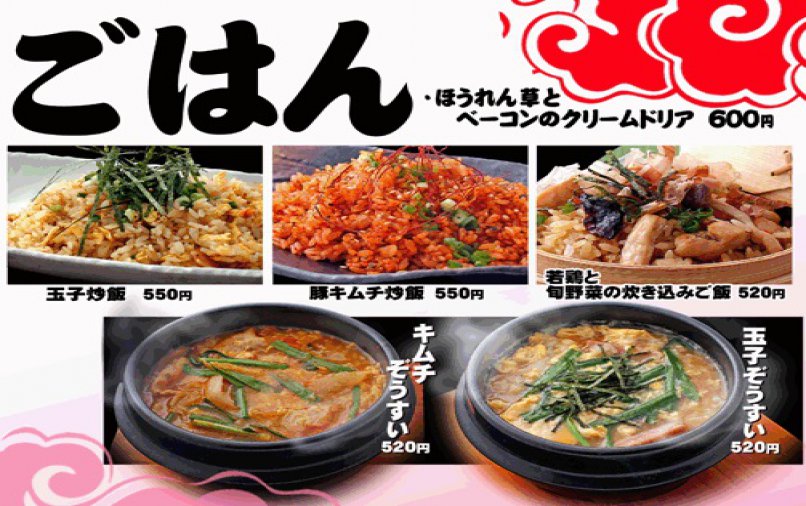 ごはん
・ほうれん草と
ベーコンのクリームドリア 600円
玉子炒飯 550円
豚キムチ炒飯 550円
若鶏と
旬野菜の炊き込みご飯 520円
キムチ
ぞうすい
520円
玉子ぞうすい
520円